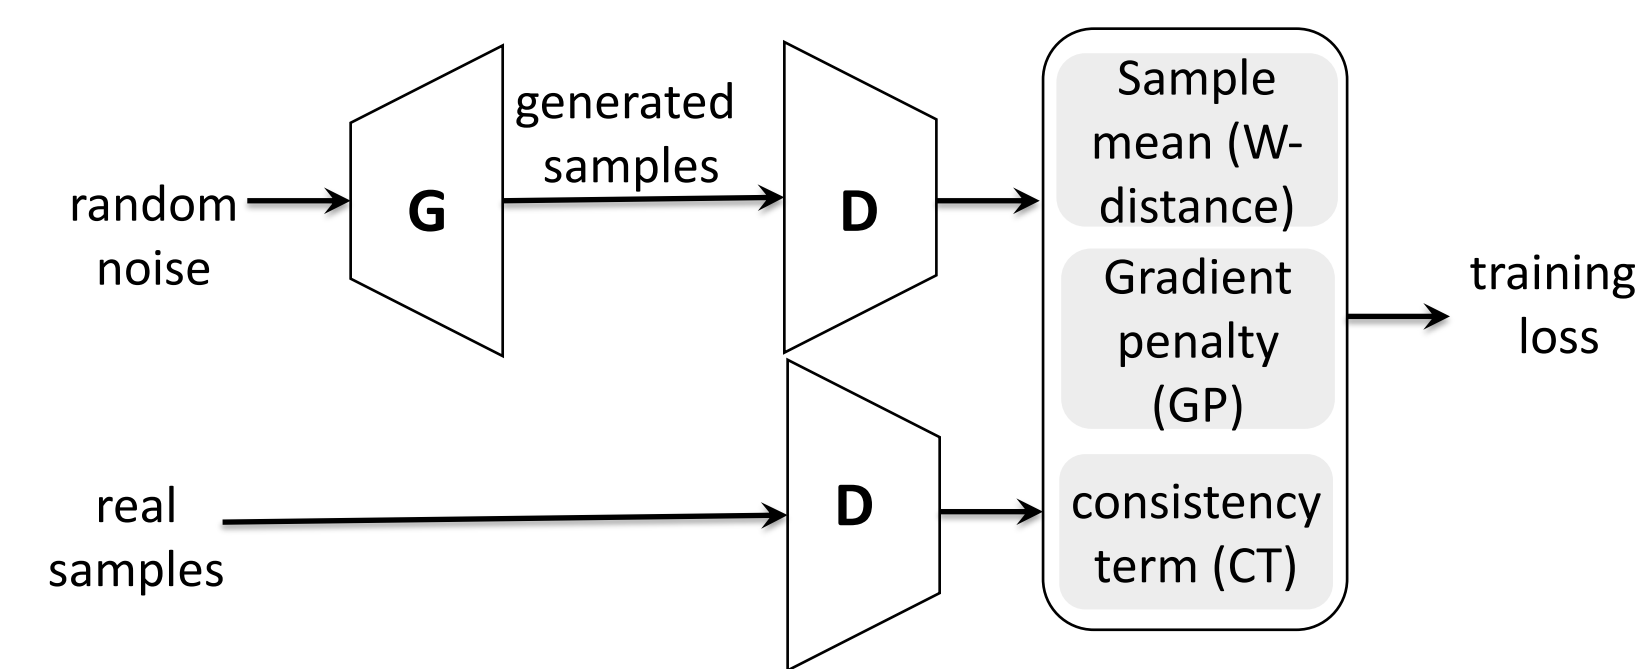 random
noise
G
generated
samples
D
real
samples
D
Sample
mean (W-
distance)
Gradient
penalty
(GP)
consistency
term (CT)
training
loss